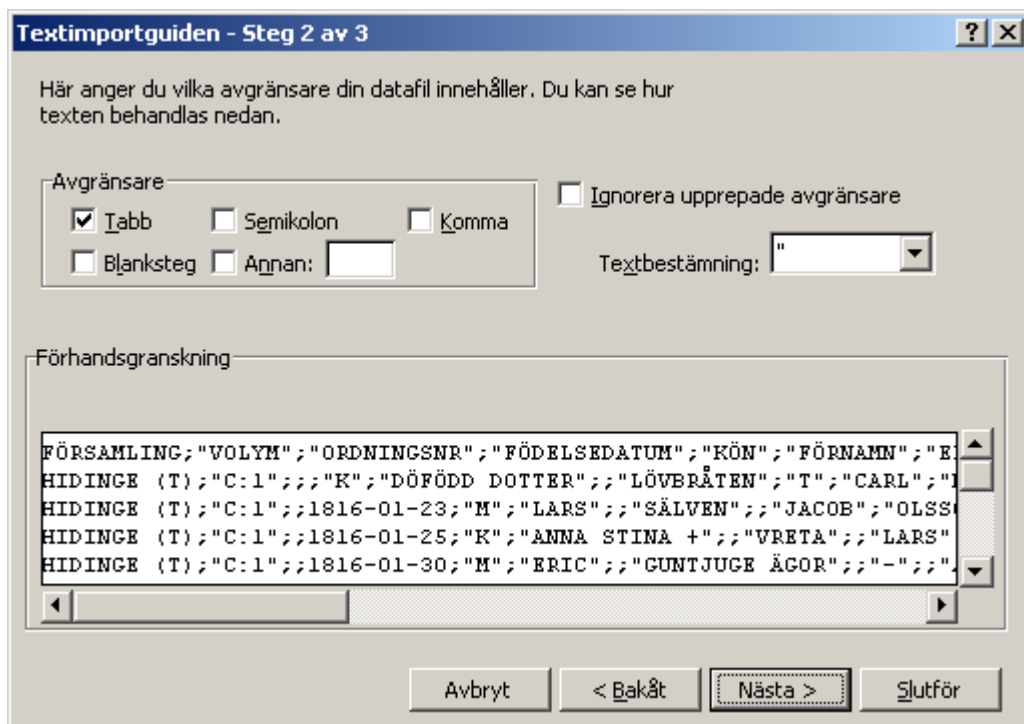 Textimportguiden - Steg 2 av 3
Här anger du vilka avgränsare din datafil innehåller. Du kan se hur
texten behandlas nedan.
Avgränsare
Tabb Semikolon Komma
Blanksteg Annan:
Ignorera upprepade avgränsare
Textbestämning: "
Förhandsgranskning
FÖRSAMLING;"VOLYM";"ORDNINGSNR";"FÖDELSEDATUM";"KÖN";"FÖRNAMN";"E
HIDINGE (T);"C:1";;;"K";"DÖFÖDD DOTTER";;"LÖVBRÅTEN";"T";"CARL";"
HIDINGE (T);"C:1";;1816-01-23;"M";"LARS";;"SÄLVEN";;"JACOB";"OLSS
HIDINGE (T);"C:1";;1816-01-25;"K";"ANNA STINA +";;"VRETA";;"LARS"
HIDINGE (T);"C:1";;1816-01-30;"M";"ERIC";;"GUNTJUGE ÄGOR";;"-";;"
Avbryt < Bakåt Nästa > Slutför